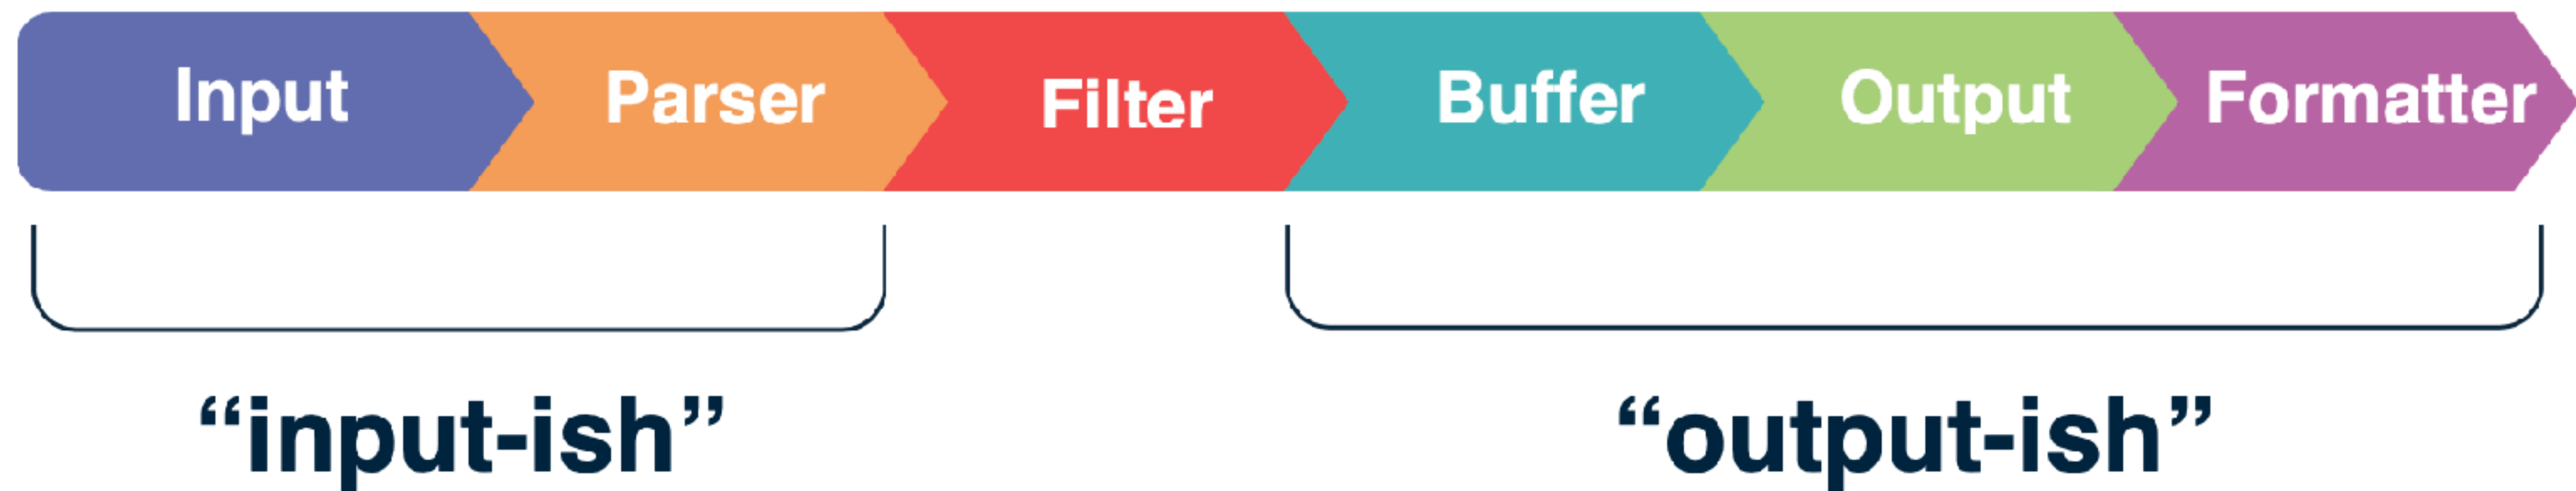 Input Parser Filter Buffer Output Formatter
“input-ish” “output-ish”